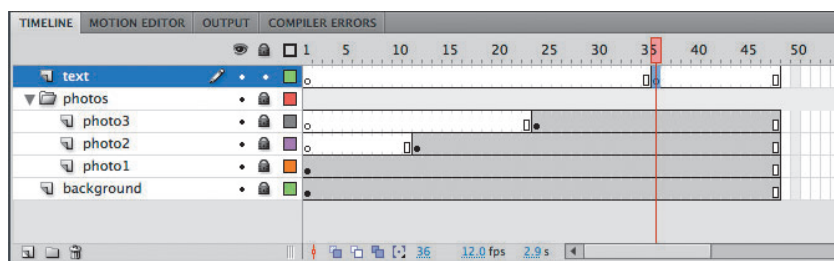 TIMELINE MOTION EDITOR OUTPUT COMPILER ERRORS
1 5 10 15 20 25 30 35 40 45 50
text
photos
photo3
photo2
photo1
background
36 12.0 fps 2.9 s